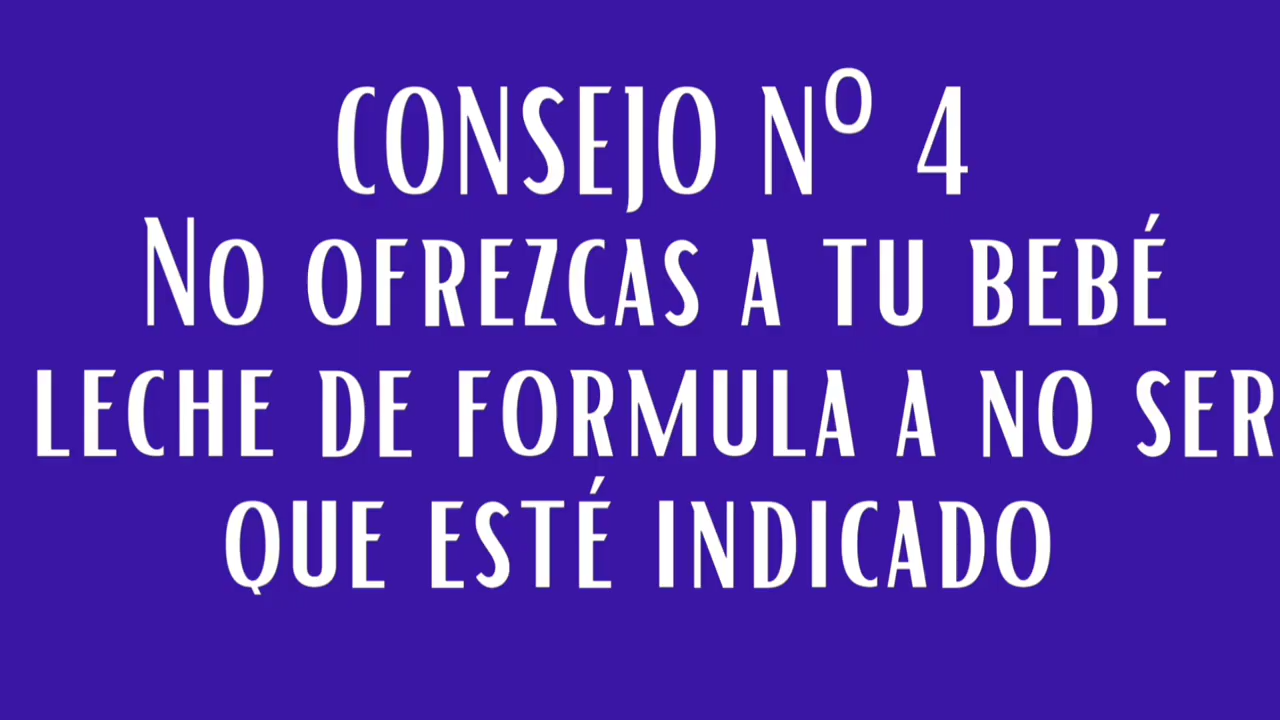 CONSEJO Nº 4
No ofrezcas a tu bebé
leche de formula a no ser
que esté indicado